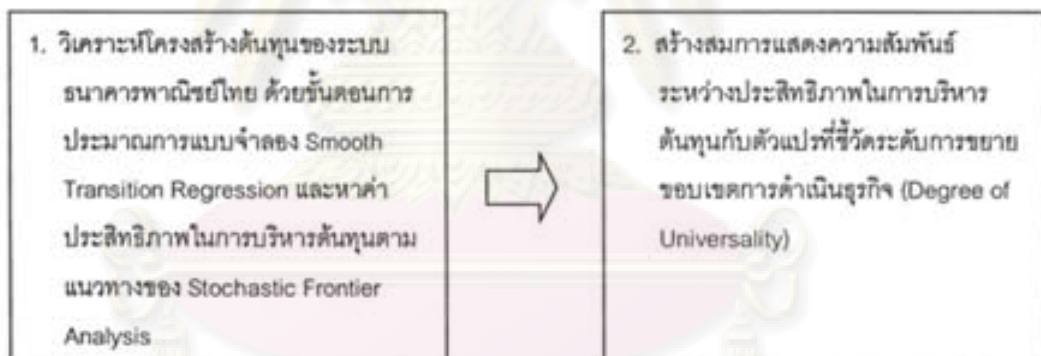 1. วิเคราะห์โครงสร้างต้นทุนของระบบ
ธนาคารพาณิชย์ไทย ด้วยขั้นตอนการ
ประมาณการแบบจำลอง Smooth
Transition Regression และหาค่า
ประสิทธิภาพในการบริหารต้นทุนตาม
แนวทางของ Stochastic Frontier
Analysis
2. สร้างสมการแสดงความสัมพันธ์
ระหว่างประสิทธิภาพในการบริหาร
ต้นทุนกับตัวแปรที่ชี้วัดระดับการขยาย
ขอบเขตการดำเนินธุรกิจ (Degree of
Universality)